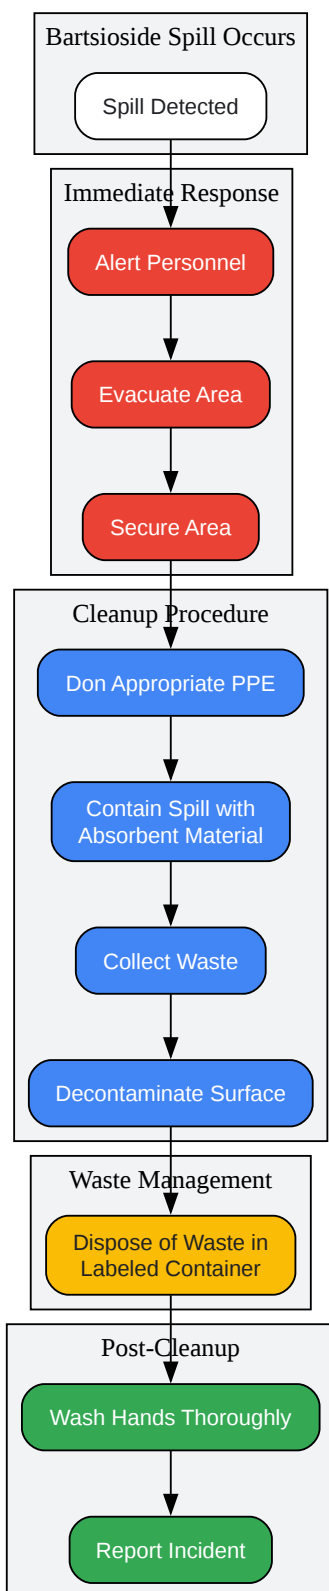 Bartsioside Spill Occurs
Spill Detected
Immediate Response
Alert Personnel
Evacuate Area
Secure Area
Cleanup Procedure
Don Appropriate PPE
Contain Spill with
Absorbent Material
Collect Waste
Decontaminate Surface
Waste Management
Dispose of Waste in
Labeled Container
Post-Cleanup
Wash Hands Thoroughly
Report Incident